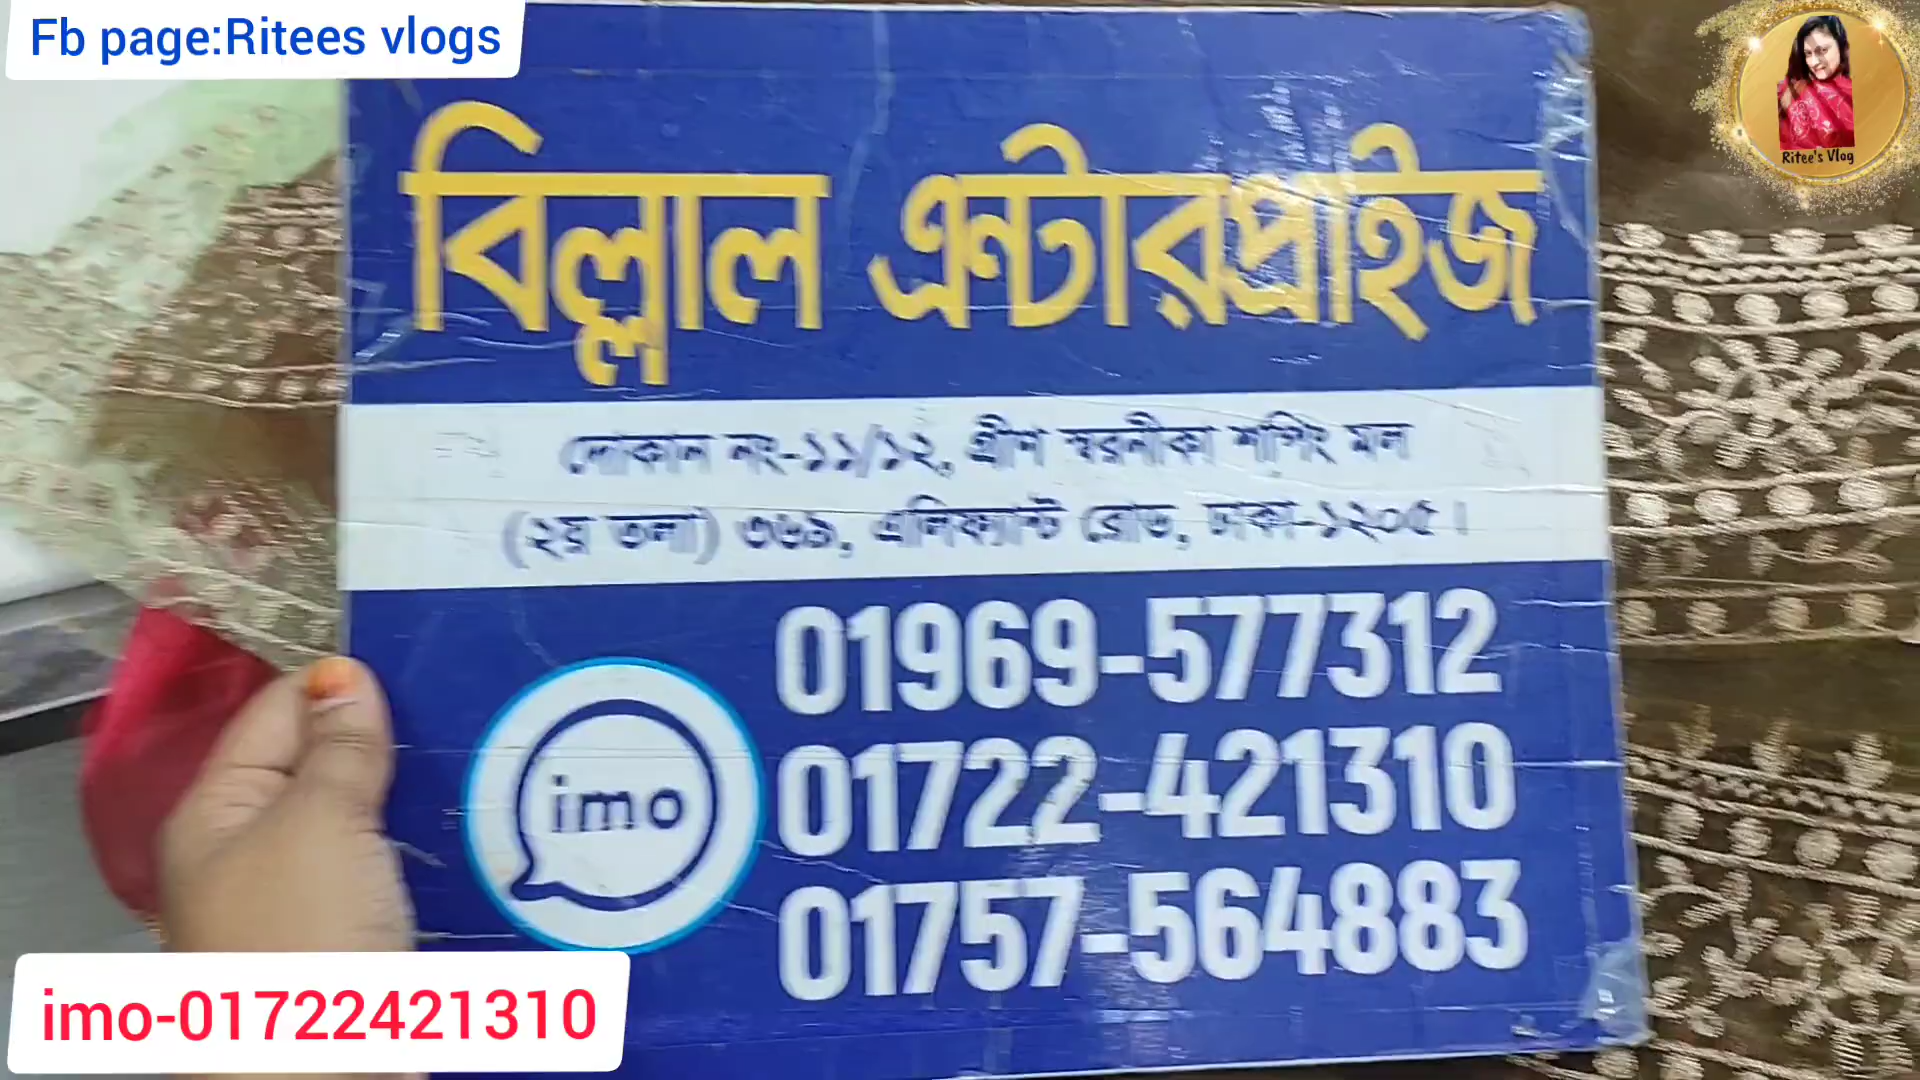 Fb page:Ritees vlogs
Ritee's Vlog
বিল্লাল এন্টারপ্রাইজ
দোকান নং-১১/১২, গ্রীণ স্বরনীকা শপিং মল
(২য় তলা) ৩৬৯, এলিফ্যান্ট রোড, ঢাকা-১২০৫।
01969-577312
imo
01722-421310
01757-564883
imo-01722421310